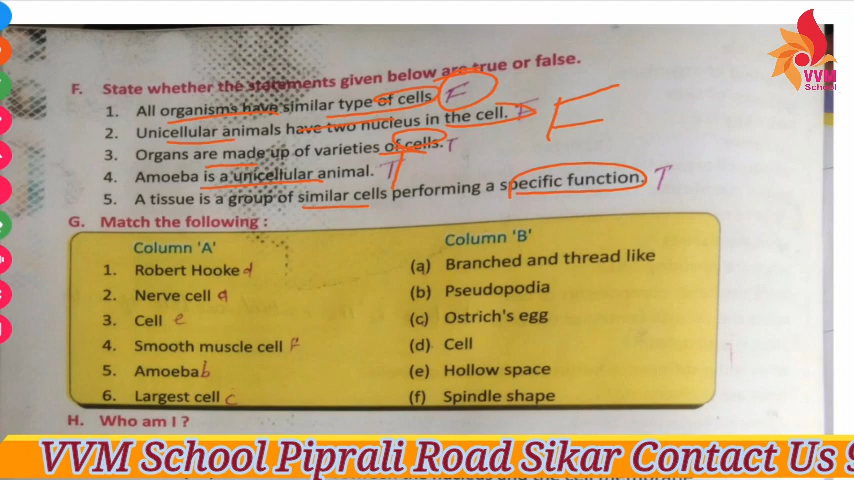 VVM
School
F. State whether the statements given below are true or false.
1. All organisms have similar type of cells F
2. Unicellular animals have two nucleus in the cell. F F
3. Organs are made up of varieties of cells. T
4. Amoeba is a unicellular animal. T T
5. A tissue is a group of similar cells performing a specific function. T
G. Match the following :
Column 'A' Column 'B'
1. Robert Hooke d (a) Branched and thread like
2. Nerve cell a (b) Pseudopodia
3. Cell e (c) Ostrich's egg
4. Smooth muscle cell F (d) Cell
5. Amoeba b (e) Hollow space
6. Largest cell c (f) Spindle shape
H. Who am I ?
VVM School Piprali Road Sikar Contact Us 9